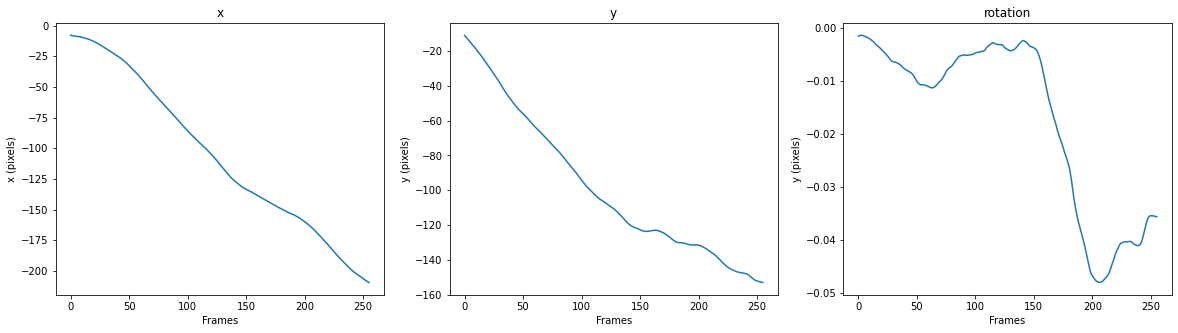 x
0
−25
−50
−75
−100
−125
−150
−175
−200
x (pixels)
0 50 100 150 200 250
Frames
y
−20
−40
−60
−80
−100
−120
−140
−160
y (pixels)
0 50 100 150 200 250
Frames
rotation
0.00
−0.01
−0.02
−0.03
−0.04
−0.05
y (pixels)
0 50 100 150 200 250
Frames